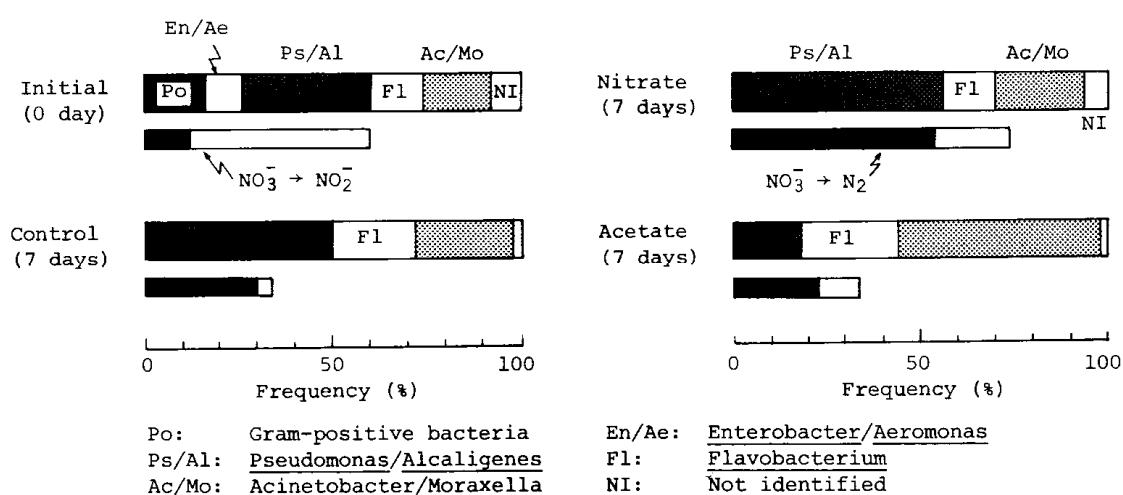 En/Ae
Ps/Al Ac/Mo
Initial Po Fl NI
(0 day)
NO₃⁻ → NO₂⁻
Control Fl
(7 days)
0 50 100
Frequency (%)
Ps/Al Ac/Mo
Nitrate Fl
(7 days) NI
NO₃⁻ → N₂
Acetate Fl
(7 days)
0 50 100
Frequency (%)
Po: Gram-positive bacteria
Ps/Al: Pseudomonas/Alcaligenes
Ac/Mo: Acinetobacter/Moraxella
En/Ae: Enterobacter/Aeromonas
Fl: Flavobacterium
NI: Not identified